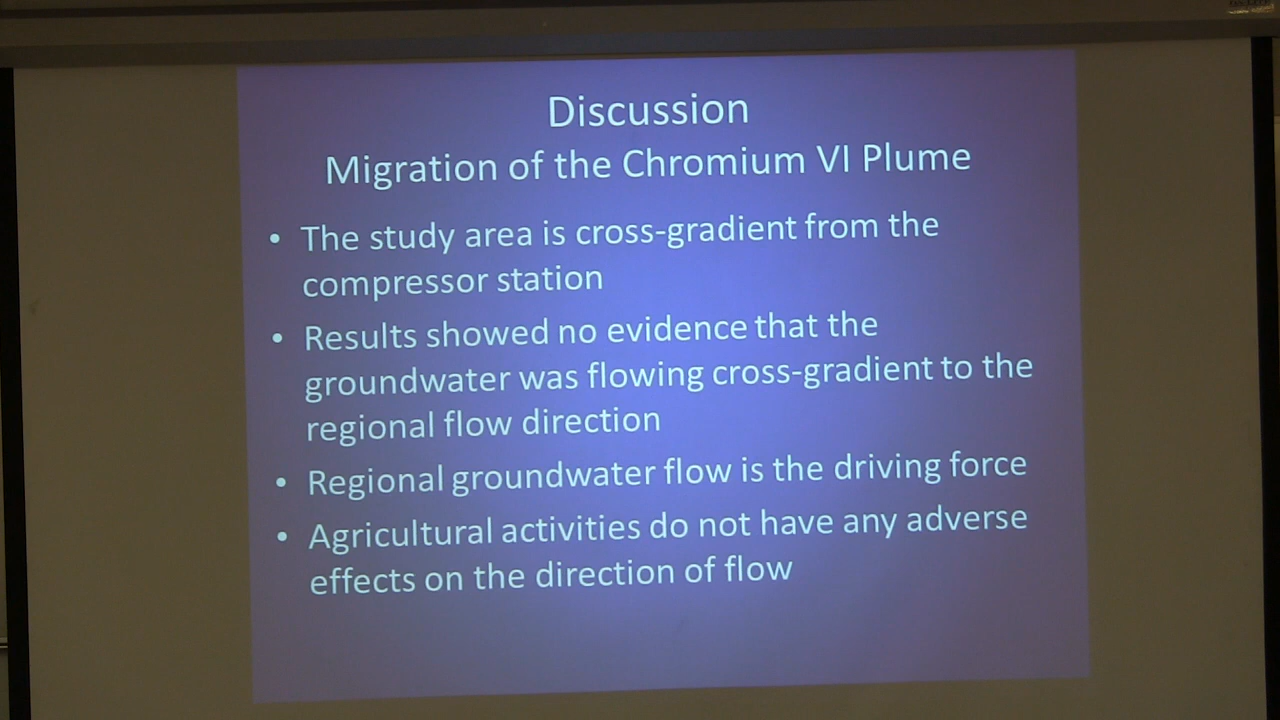 Discussion
Migration of the Chromium VI Plume
• The study area is cross-gradient from the
compressor station
• Results showed no evidence that the
groundwater was flowing cross-gradient to the
regional flow direction
• Regional groundwater flow is the driving force
• Agricultural activities do not have any adverse
effects on the direction of flow